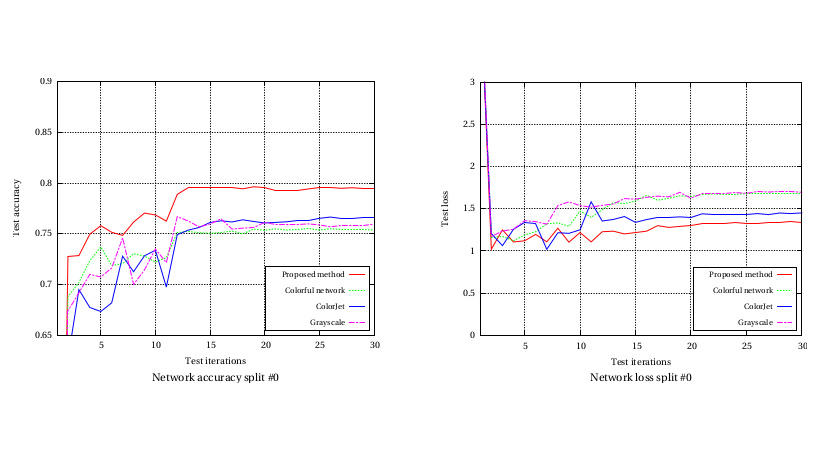 0.9
0.85
0.8
0.75
0.7
0.65
5
10
15
20
25
30
Test accuracy
Test iterations
Proposed method
Colorful network
ColorJet
Grayscale
Network accuracy split #0
3
2.5
2
1.5
1
0.5
0
5
10
15
20
25
30
Test loss
Test iterations
Proposed method
Colorful network
ColorJet
Grayscale
Network loss split #0